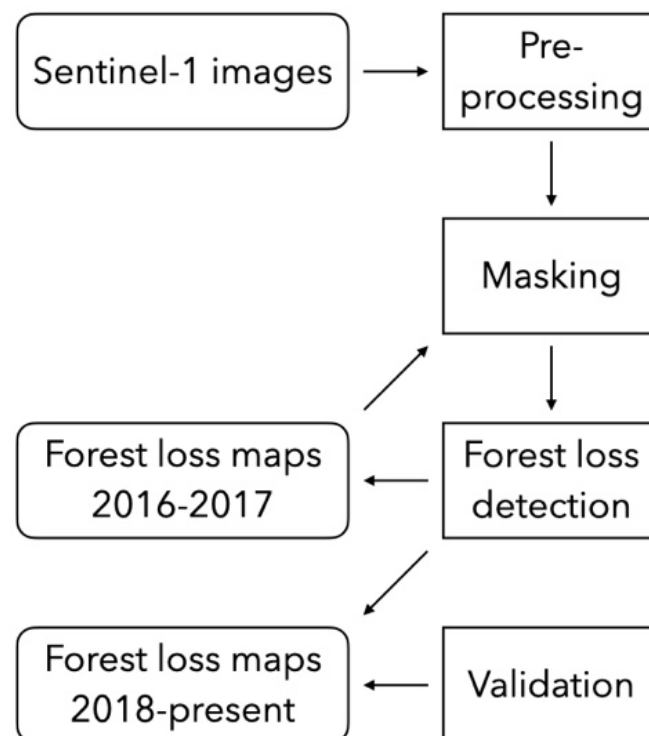 Sentinel-1 images
Pre-
processing
Masking
Forest loss maps
2016-2017
Forest loss
detection
Forest loss maps
2018-present
Validation